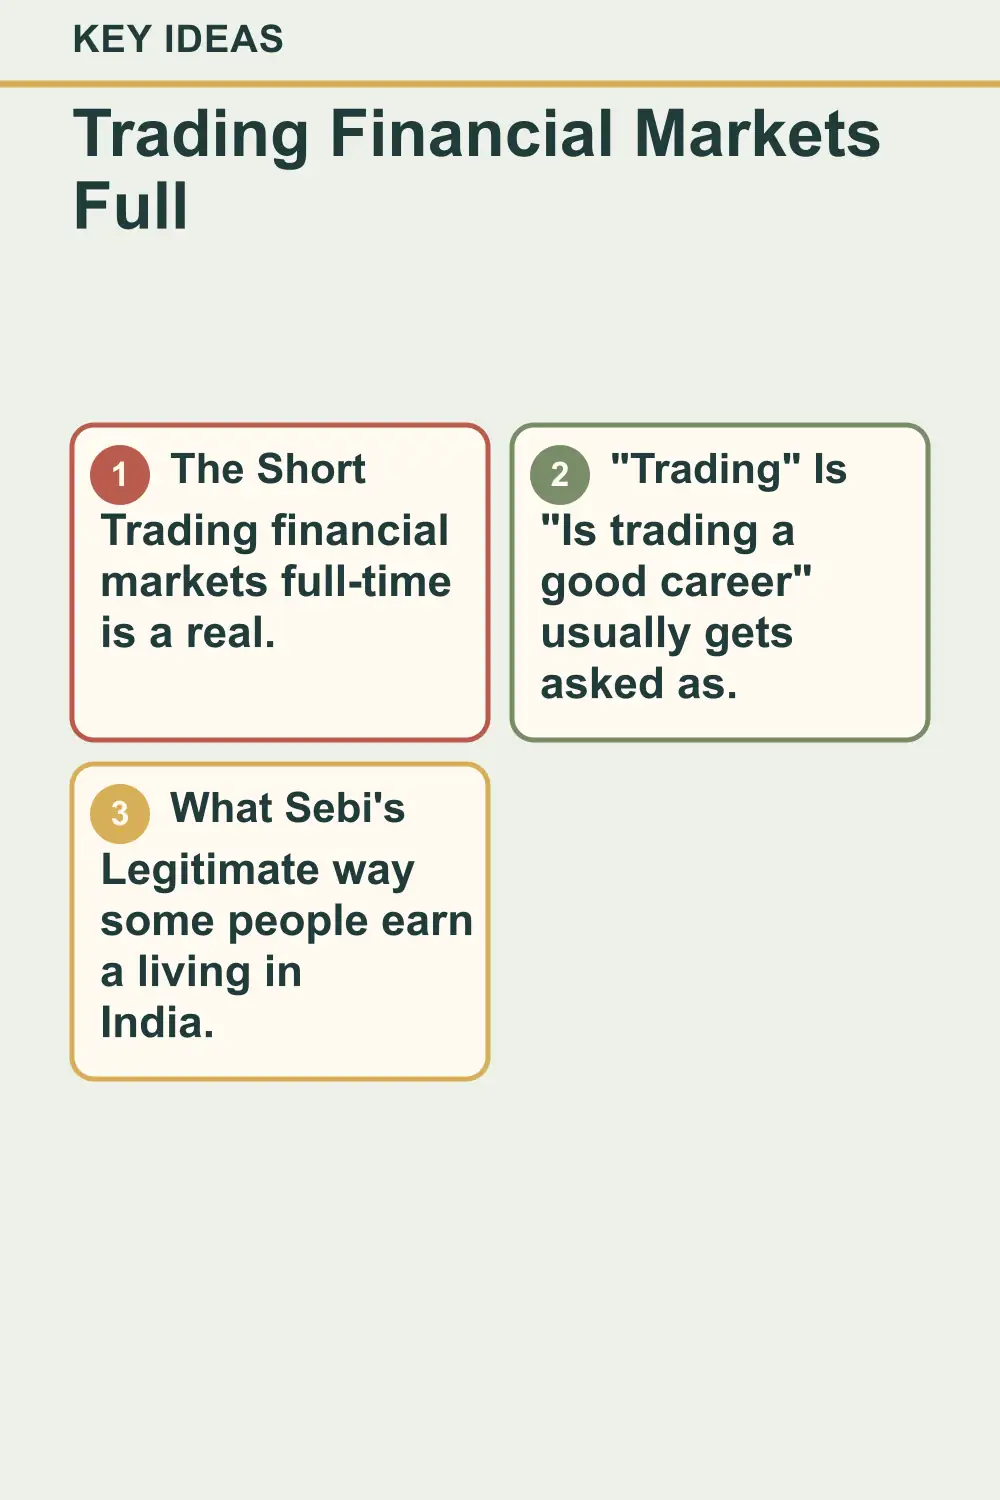 KEY IDEAS
Trading Financial Markets
Full
1 The Short
Trading financial
markets full-time
is a real.
2 "Trading" Is
"Is trading a
good career"
usually gets
asked as.
3 What Sebi's
Legitimate way
some people earn
a living in
India.